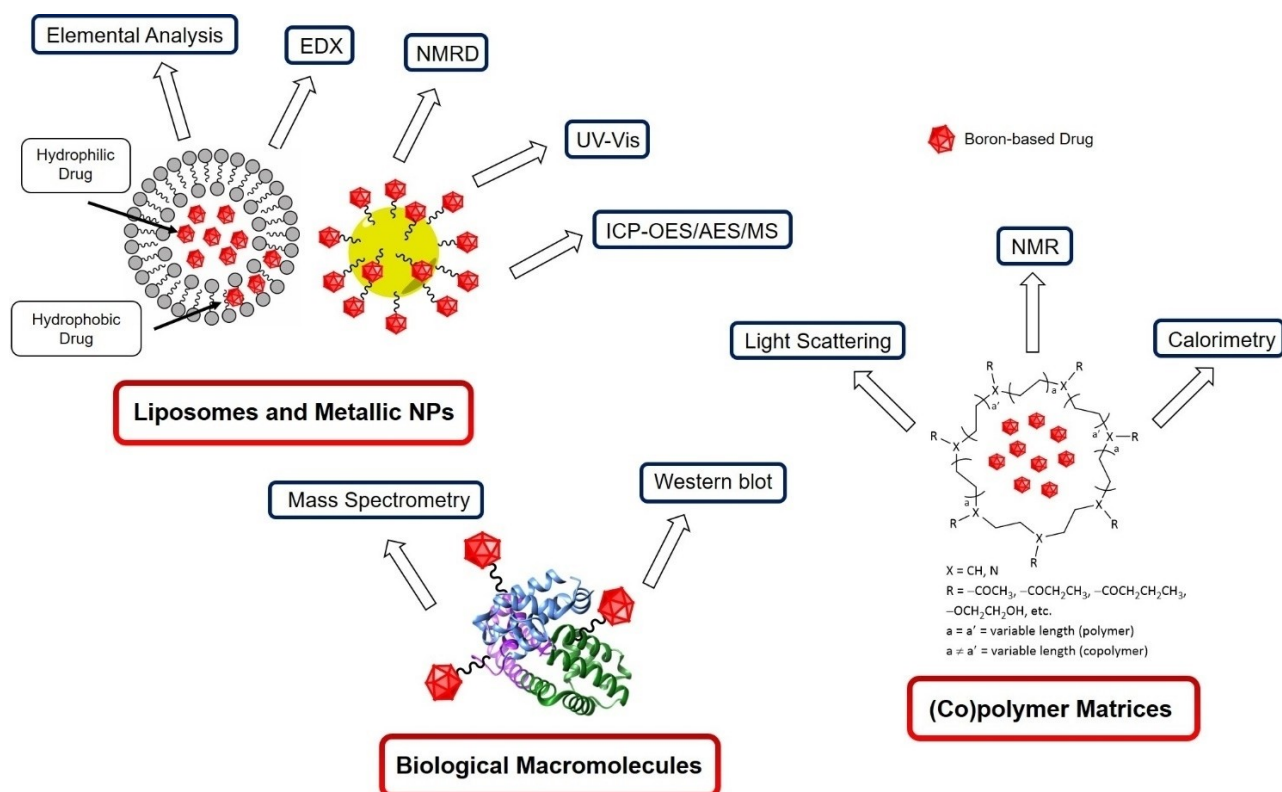 Elemental Analysis
EDX
NMRD
UV-Vis
ICP-OES/AES/MS
Hydrophilic
Drug
Hydrophobic
Drug
Liposomes and Metallic NPs
Boron-based Drug
NMR
Light Scattering
Calorimetry
R
R
a
X
X
a'
R
X
a'
X
R
a
a
R
X
X
R
X
R
X = CH, N
R = –COCH₃, –COCH₂CH₃, –COCH₂CH₂CH₃,
–OCH₂CH₂OH, etc.
a = a' = variable length (polymer)
a ≠ a' = variable length (copolymer)
(Co)polymer Matrices
Mass Spectrometry
Western blot
Biological Macromolecules